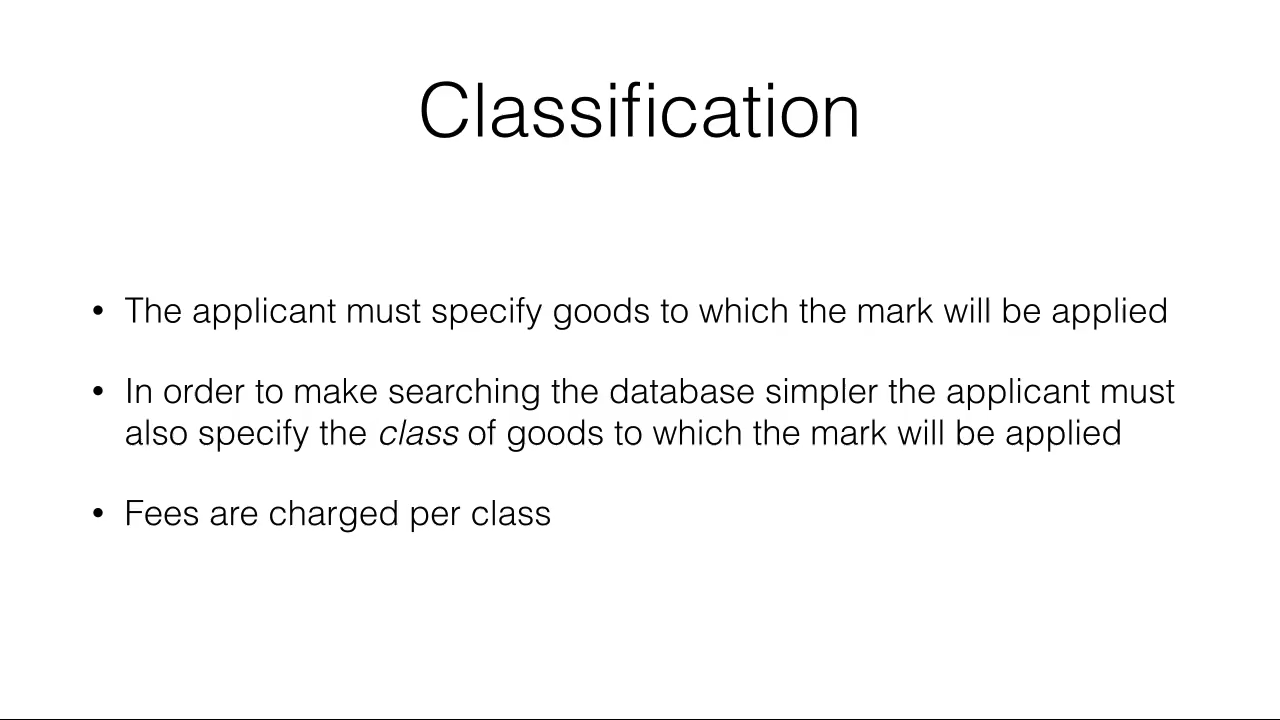 Classification
• The applicant must specify goods to which the mark will be applied
• In order to make searching the database simpler the applicant must
also specify the class of goods to which the mark will be applied
• Fees are charged per class